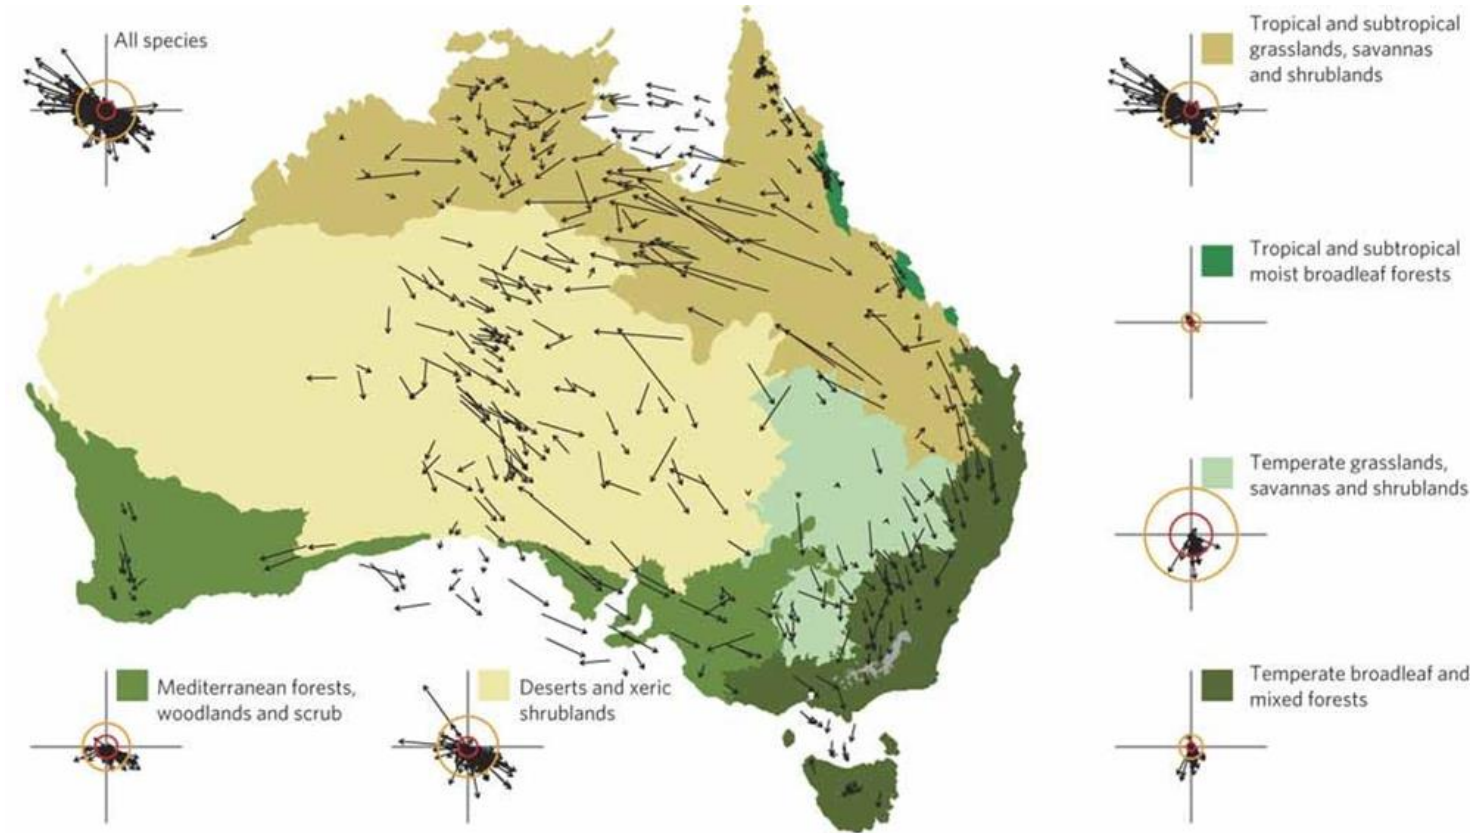 All species
Tropical and subtropical
grasslands, savannas
and shrublands
Tropical and subtropical
moist broadleaf forests
Temperate grasslands,
savannas and shrublands
Temperate broadleaf and
mixed forests
Mediterranean forests,
woodlands and scrub
Deserts and xeric
shrublands